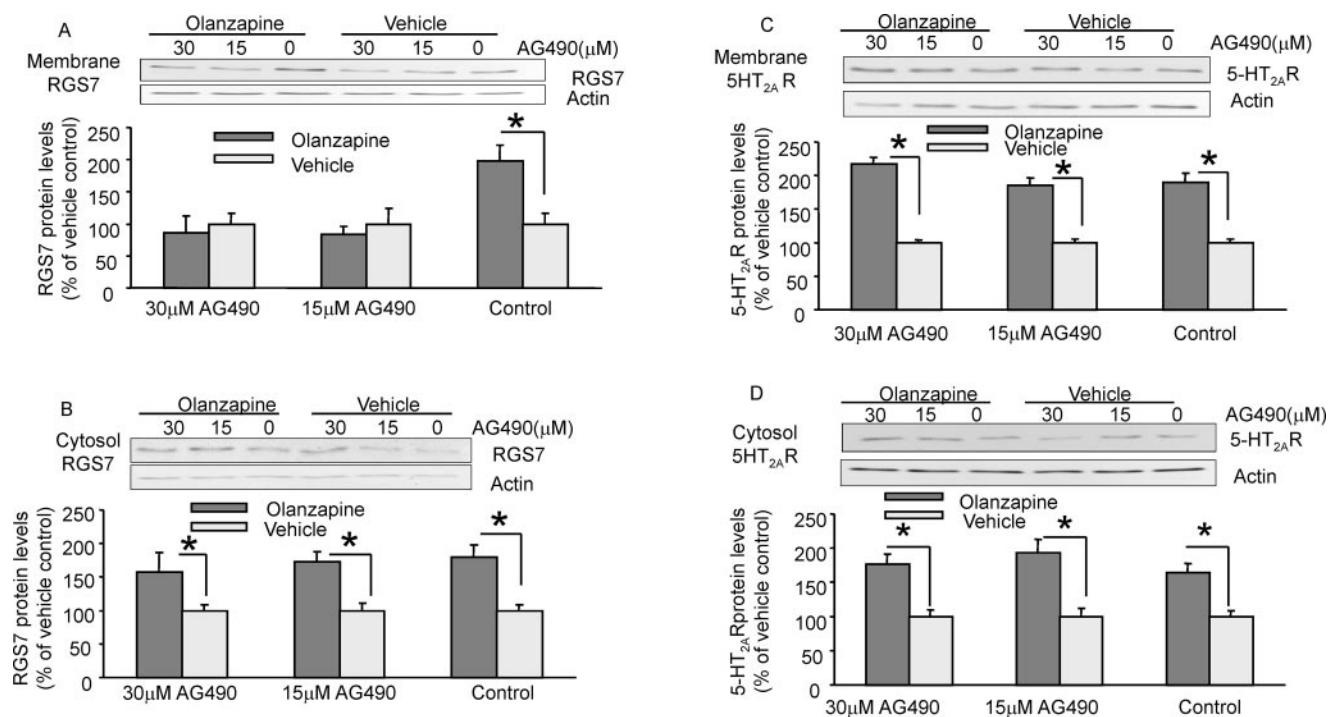 A
Olanzapine Vehicle
30 15 0 30 15 0 AG490(μM)
Membrane RGS7
RGS7
Actin
Olanzapine
Vehicle
*
RGS7 protein levels
(% of vehicle control)
250
200
150
100
50
0
30μM AG490 15μM AG490 Control
B
Olanzapine Vehicle
30 15 0 30 15 0 AG490(μM)
Cytosol RGS7
RGS7
Actin
Olanzapine
Vehicle
* * *
RGS7 protein levels
(% of vehicle control)
250
200
150
100
50
0
30μM AG490 15μM AG490 Control
C
Olanzapine Vehicle
30 15 0 30 15 0 AG490(μM)
Membrane
5HT2A R
5-HT2AR
Actin
Olanzapine
Vehicle
* * *
5-HT2AR protein levels
(% of vehicle control)
250
200
150
100
50
0
30μM AG490 15μM AG490 Control
D
Olanzapine Vehicle
30 15 0 30 15 0 AG490(μM)
Cytosol
5HT2AR
5-HT2AR
Actin
Olanzapine
Vehicle
* * *
5-HT2ARprotein levels
(% of vehicle control)
250
200
150
100
50
0
30μM AG490 15μM AG490 Control